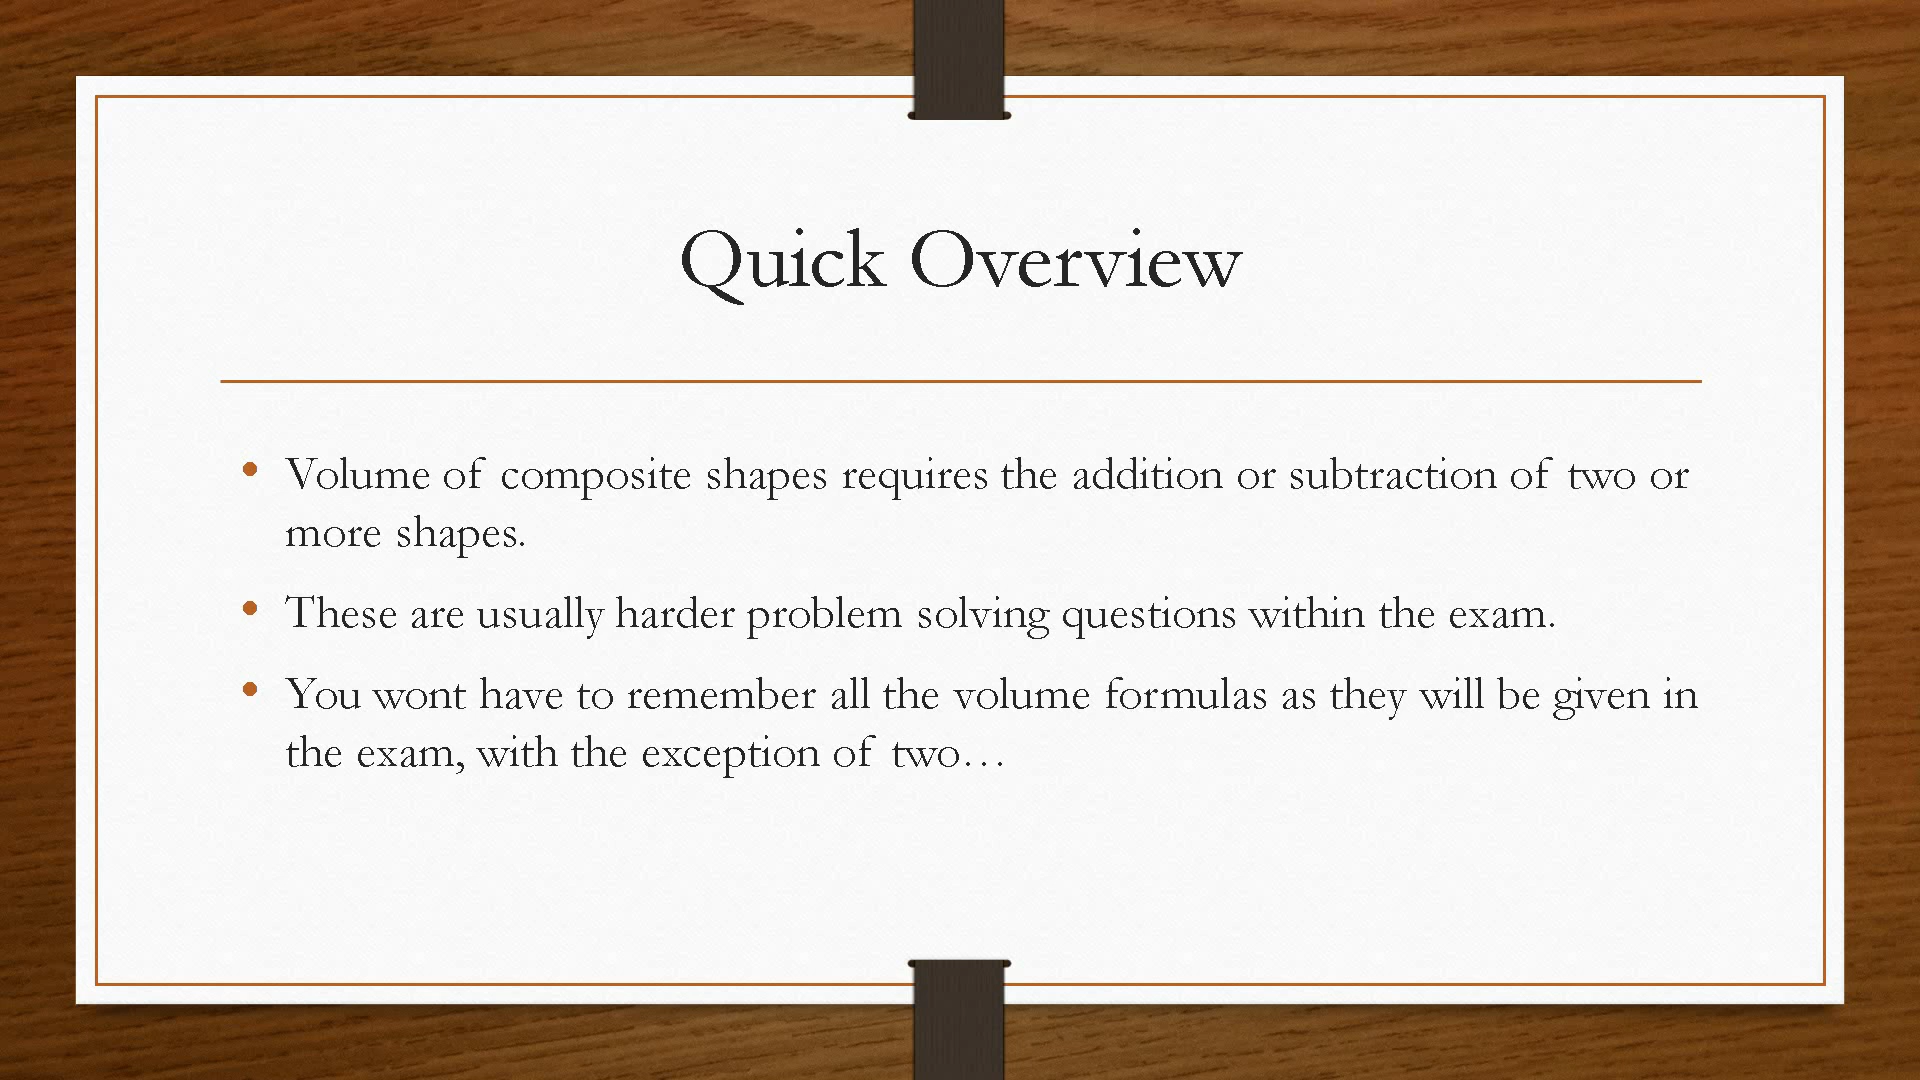 Quick Overview
• Volume of composite shapes requires the addition or subtraction of two or
more shapes.
• These are usually harder problem solving questions within the exam.
• You wont have to remember all the volume formulas as they will be given in
the exam, with the exception of two…